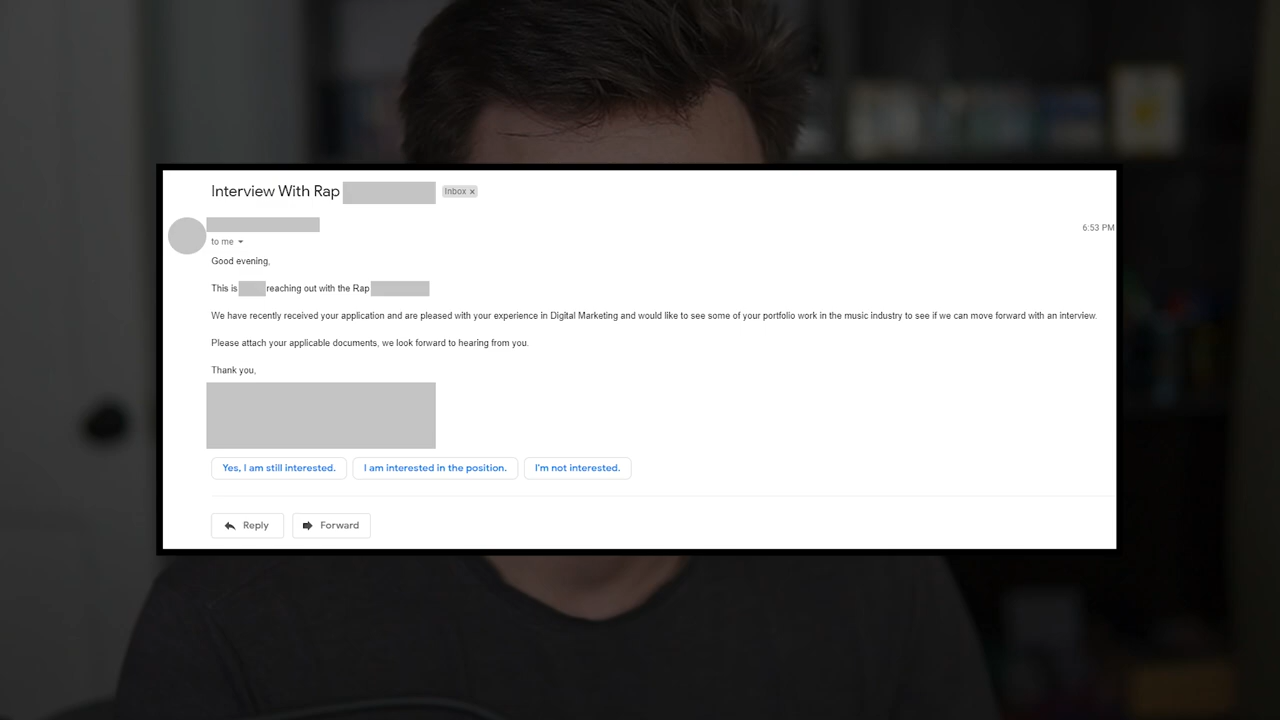 Interview With Rap Inbox x
6:53 PM
to me
Good evening,
This is reaching out with the Rap
We have recently received your application and are pleased with your experience in Digital Marketing and would like to see some of your portfolio work in the music industry to see if we can move forward with an interview.
Please attach your applicable documents, we look forward to hearing from you.
Thank you,
Yes, I am still interested. I am interested in the position. I'm not interested.
Reply Forward